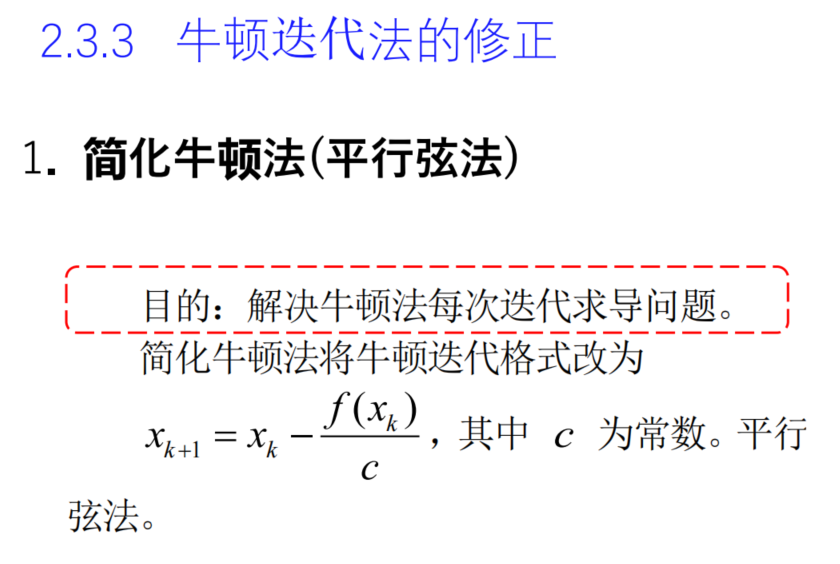 2.3.3 牛顿迭代法的修正
1. 简化牛顿法(平行弦法)
目的：解决牛顿法每次迭代求导问题。
简化牛顿法将牛顿迭代格式改为
x_{k+1} = x_k - \frac{f(x_k)}{c}，其中 c 为常数。平行
弦法。